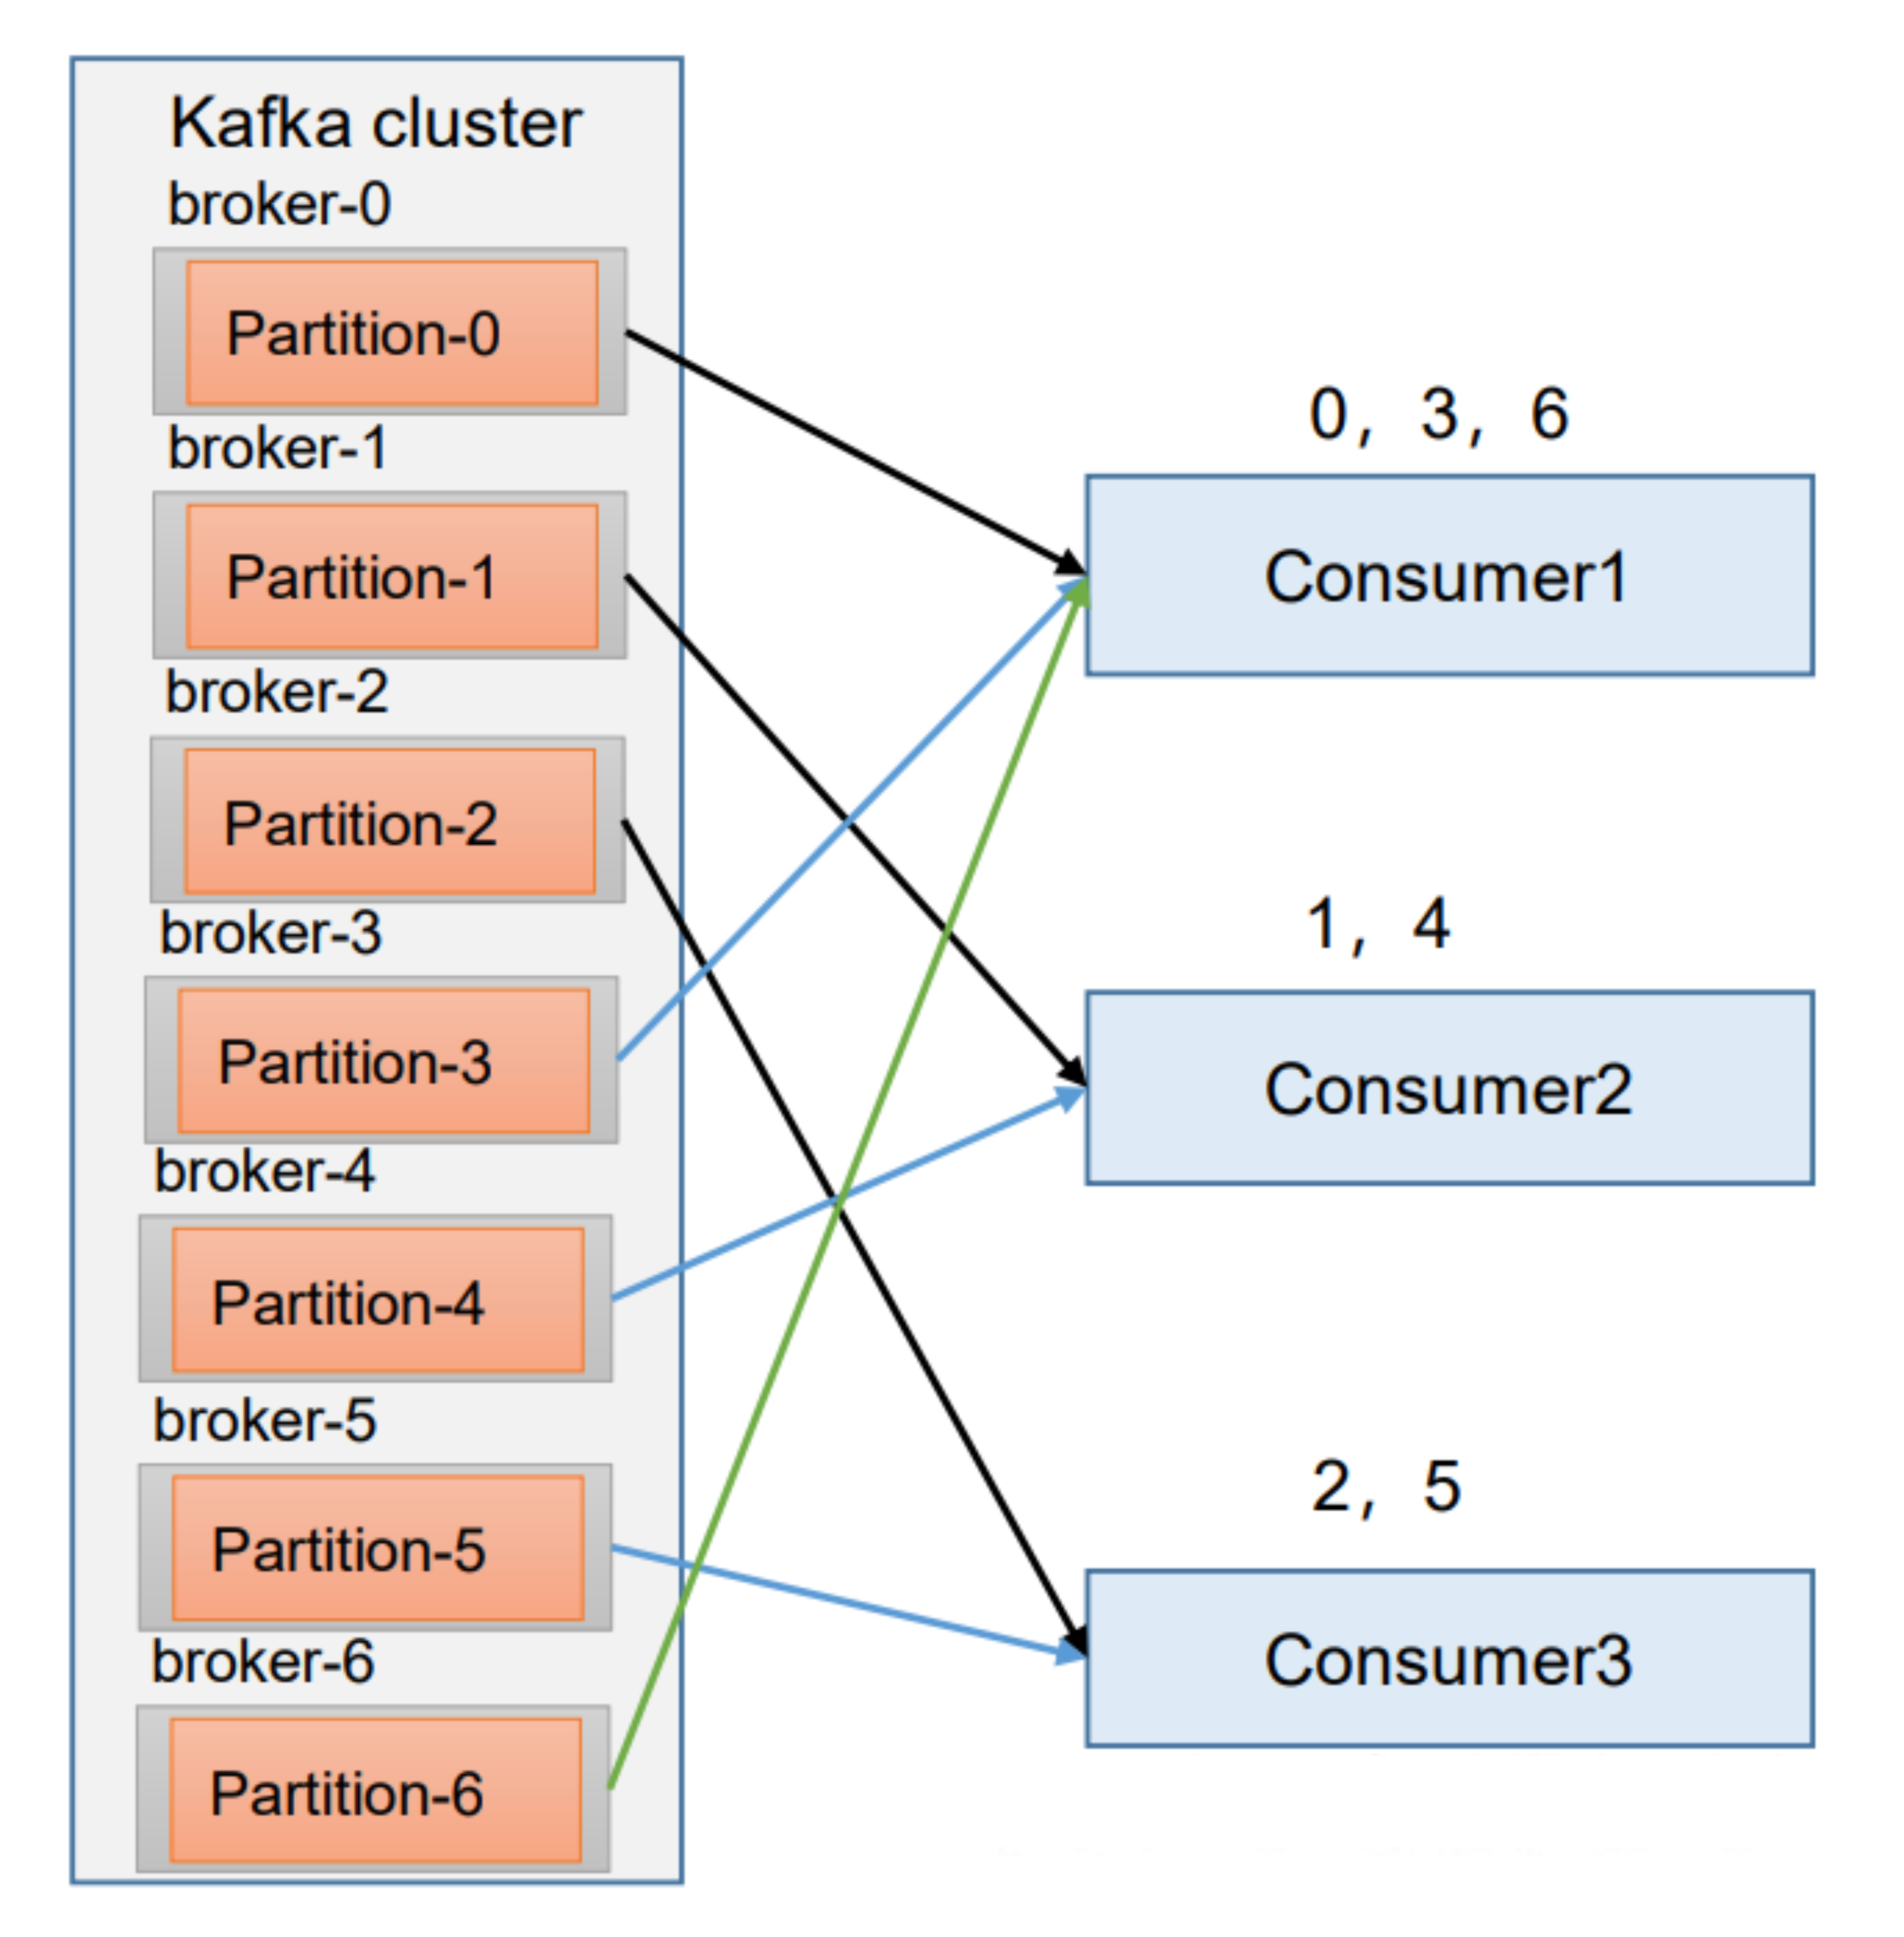 Kafka cluster
broker-0
Partition-0
broker-1
Partition-1
broker-2
Partition-2
broker-3
Partition-3
broker-4
Partition-4
broker-5
Partition-5
broker-6
Partition-6
0, 3, 6
Consumer1
1, 4
Consumer2
2, 5
Consumer3